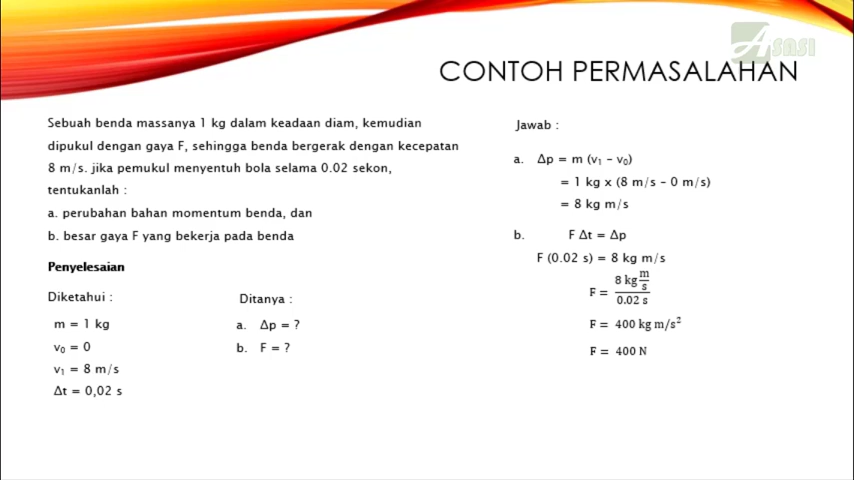 ASASI
CONTOH PERMASALAHAN
Sebuah benda massanya 1 kg dalam keadaan diam, kemudian
dipukul dengan gaya F, sehingga benda bergerak dengan kecepatan
8 m/s. jika pemukul menyentuh bola selama 0.02 sekon,
tentukanlah :
a. perubahan bahan momentum benda, dan
b. besar gaya F yang bekerja pada benda
Penyelesaian
Diketahui :
m = 1 kg
v₀ = 0
v₁ = 8 m/s
Δt = 0,02 s
Ditanya :
a. Δp = ?
b. F = ?
Jawab :
a. Δp = m (v₁ – v₀)
= 1 kg x (8 m/s – 0 m/s)
= 8 kg m/s
b. F Δt = Δp
F (0.02 s) = 8 kg m/s
F = 8 kg m/s / 0.02 s
F = 400 kg m/s²
F = 400 N